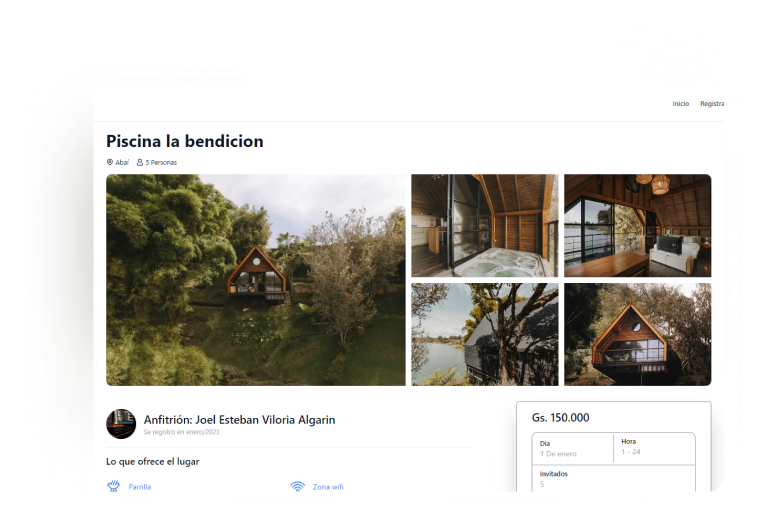 Inicio Registra
Piscina la bendicion
Abaí 5 Personas
Anfitrión: Joel Esteban Viloria Algarin
Se registro en enero/2023
Gs. 150.000
Dia Hora
1 De enero 1 - 24
Invitados
5
Lo que ofrece el lugar
Parrilla Zona wifi